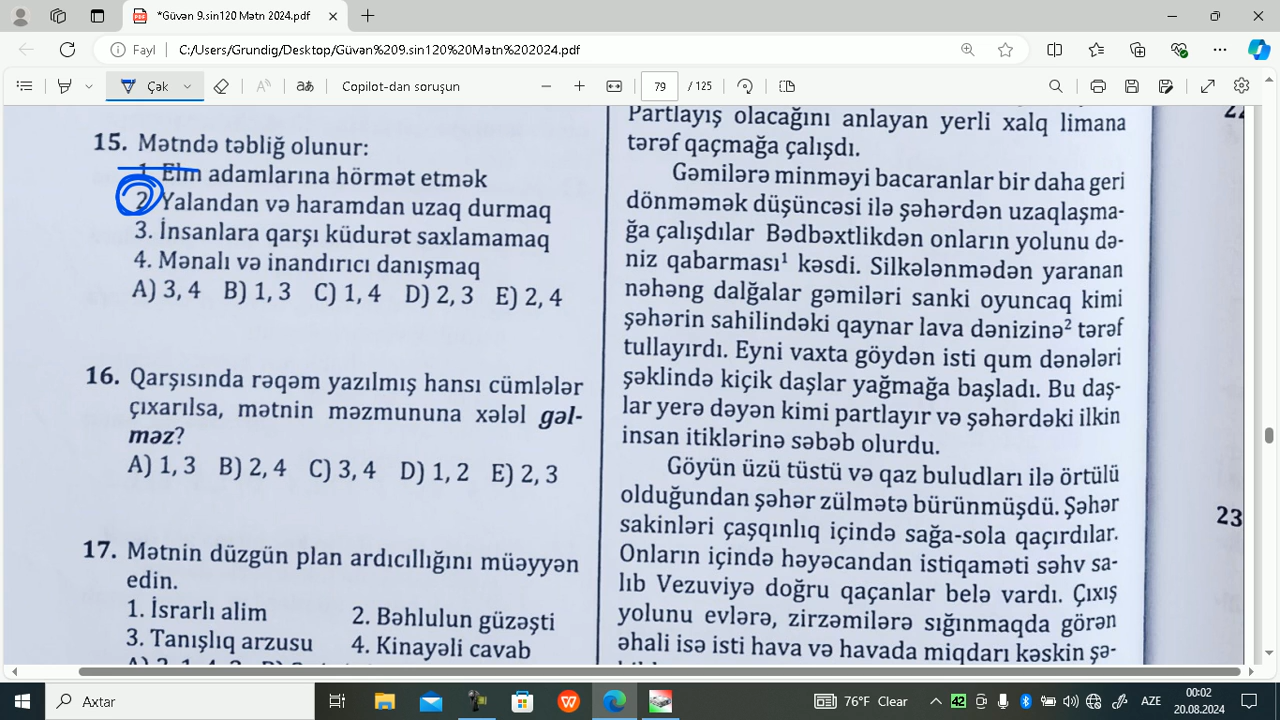 *Güvən 9.sin120 Mətn 2024.pdf
Fayl
C:/Users/Grundig/Desktop/Güvən%209.sin120%20Mətn%202024.pdf
Çək
aあ
Copilot-dan soruşun
79
/ 125
15. Mətndə təbliğ olunur:
1. Elm adamlarına hörmət etmək
2. Yalandan və haramdan uzaq durmaq
3. İnsanlara qarşı küdurət saxlamamaq
4. Mənalı və inandırıcı danışmaq
A) 3, 4 B) 1, 3 C) 1, 4 D) 2, 3 E) 2, 4
16. Qarşısında rəqəm yazılmış hansı cümlələr
çıxarılsa, mətnin məzmununa xələl gəl-
məz?
A) 1, 3 B) 2, 4 C) 3, 4 D) 1, 2 E) 2, 3
17. Mətnin düzgün plan ardıcıllığını müəyyən
edin.
1. İsrarlı alim 2. Bəhlulun güzəşti
3. Tanışlıq arzusu 4. Kinayəli cavab
Partlayış olacağını anlayan yerli xalq limana
tərəf qaçmağa çalışdı.
Gəmilərə minməyi bacaranlar bir daha geri
dönməmək düşüncəsi ilə şəhərdən uzaqlaşma-
ğa çalışdılar Bədbəxtlikdən onların yolunu də-
niz qabarması¹ kəsdi. Silkələnmədən yaranan
nəhəng dalğalar gəmiləri sanki oyuncaq kimi
şəhərin sahilindəki qaynar lava dənizinə² tərəf
tullayırdı. Eyni vaxta göydən isti qum dənələri
şəklində kiçik daşlar yağmağa başladı. Bu daş-
lar yerə dəyən kimi partlayır və şəhərdəki ilkin
insan itiklərinə səbəb olurdu.
Göyün üzü tüstü və qaz buludları ilə örtülü
olduğundan şəhər zülmətə bürünmüşdü. Şəhər
sakinləri çaşqınlıq içində sağa-sola qaçırdılar.
Onların içində həyəcandan istiqaməti səhv sa-
lıb Vezuviyə doğru qaçanlar belə vardı. Çıxış
yolunu evlərə, zirzəmilərə sığınmaqda görən
əhali isə isti hava və havada miqdarı kəskin şə-
23
Axtar
76°F Clear
42
AZE
00:02
20.08.2024